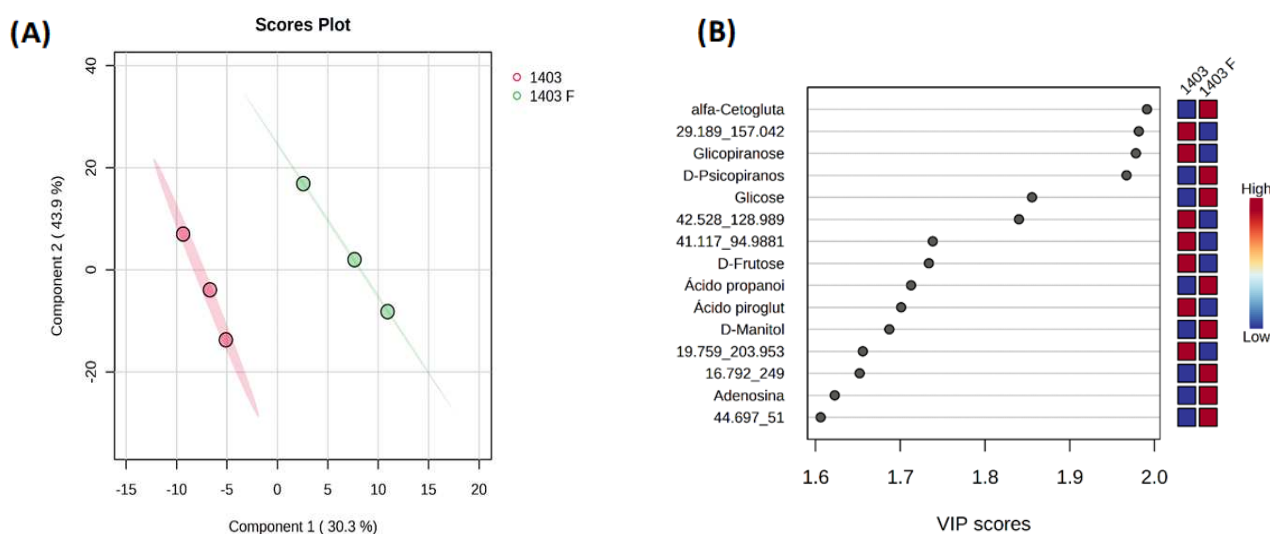 (A)
Scores Plot
1403
1403 F
40
20
0
-20
Component 2 ( 43.9 %)
-15 -10 -5 0 5 10 15 20
Component 1 ( 30.3 %)
(B)
1403 1403 F
alfa-Cetogluta
29.189_157.042
Glicopiranose
D-Psicopiranos
Glicose
42.528_128.989
41.117_94.9881
D-Frutose
Ácido propanoi
Ácido piroglut
D-Manitol
19.759_203.953
16.792_249
Adenosina
44.697_51
1.6 1.7 1.8 1.9 2.0
VIP scores
High
Low